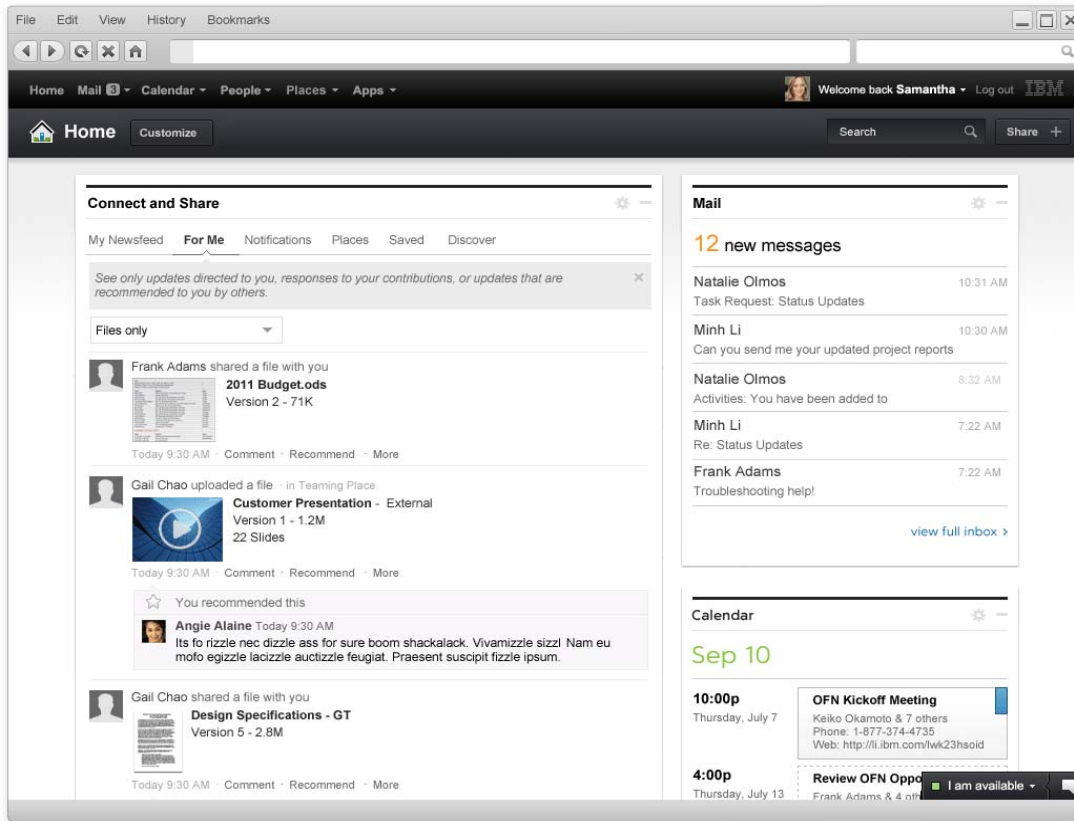 File Edit View History Bookmarks
Home Mail 3 Calendar People Places Apps
Welcome back Samantha Log out IBM
Home Customize
Search Share +
Connect and Share
My Newsfeed For Me Notifications Places Saved Discover
See only updates directed to you, responses to your contributions, or updates that are
recommended to you by others.
Files only
Frank Adams shared a file with you
2011 Budget.ods
Version 2 - 71K
Today 9:30 AM · Comment · Recommend · More
Gail Chao uploaded a file · in Teaming Place
Customer Presentation - External
Version 1 - 1.2M
22 Slides
Today 9:30 AM · Comment · Recommend · More
You recommended this
Angie Alaine Today 9:30 AM
Its fo rizzle nec dizzle ass for sure boom shackalack. Vivamizzle sizzl Nam eu
mofo egizzle lacizzle auctizzle feugiat. Praesent suscipit fizzle ipsum.
Gail Chao shared a file with you
Design Specifications - GT
Version 5 - 2.8M
Today 9:30 AM · Comment · Recommend · More
Mail
12 new messages
Natalie Olmos 10:31 AM
Task Request: Status Updates
Minh Li 10:30 AM
Can you send me your updated project reports
Natalie Olmos 8:32 AM
Activities: You have been added to
Minh Li 7:22 AM
Re: Status Updates
Frank Adams 7:22 AM
Troubleshooting help!
view full inbox >
Calendar
Sep 10
10:00p OFN Kickoff Meeting
Thursday, July 7 Keiko Okamoto & 7 others
Phone: 1-877-374-4735
Web: http://li.ibm.com/lwk23hsoid
4:00p Review OFN Oppo
Thursday, July 13 Frank Adams & 4 oth
I am available